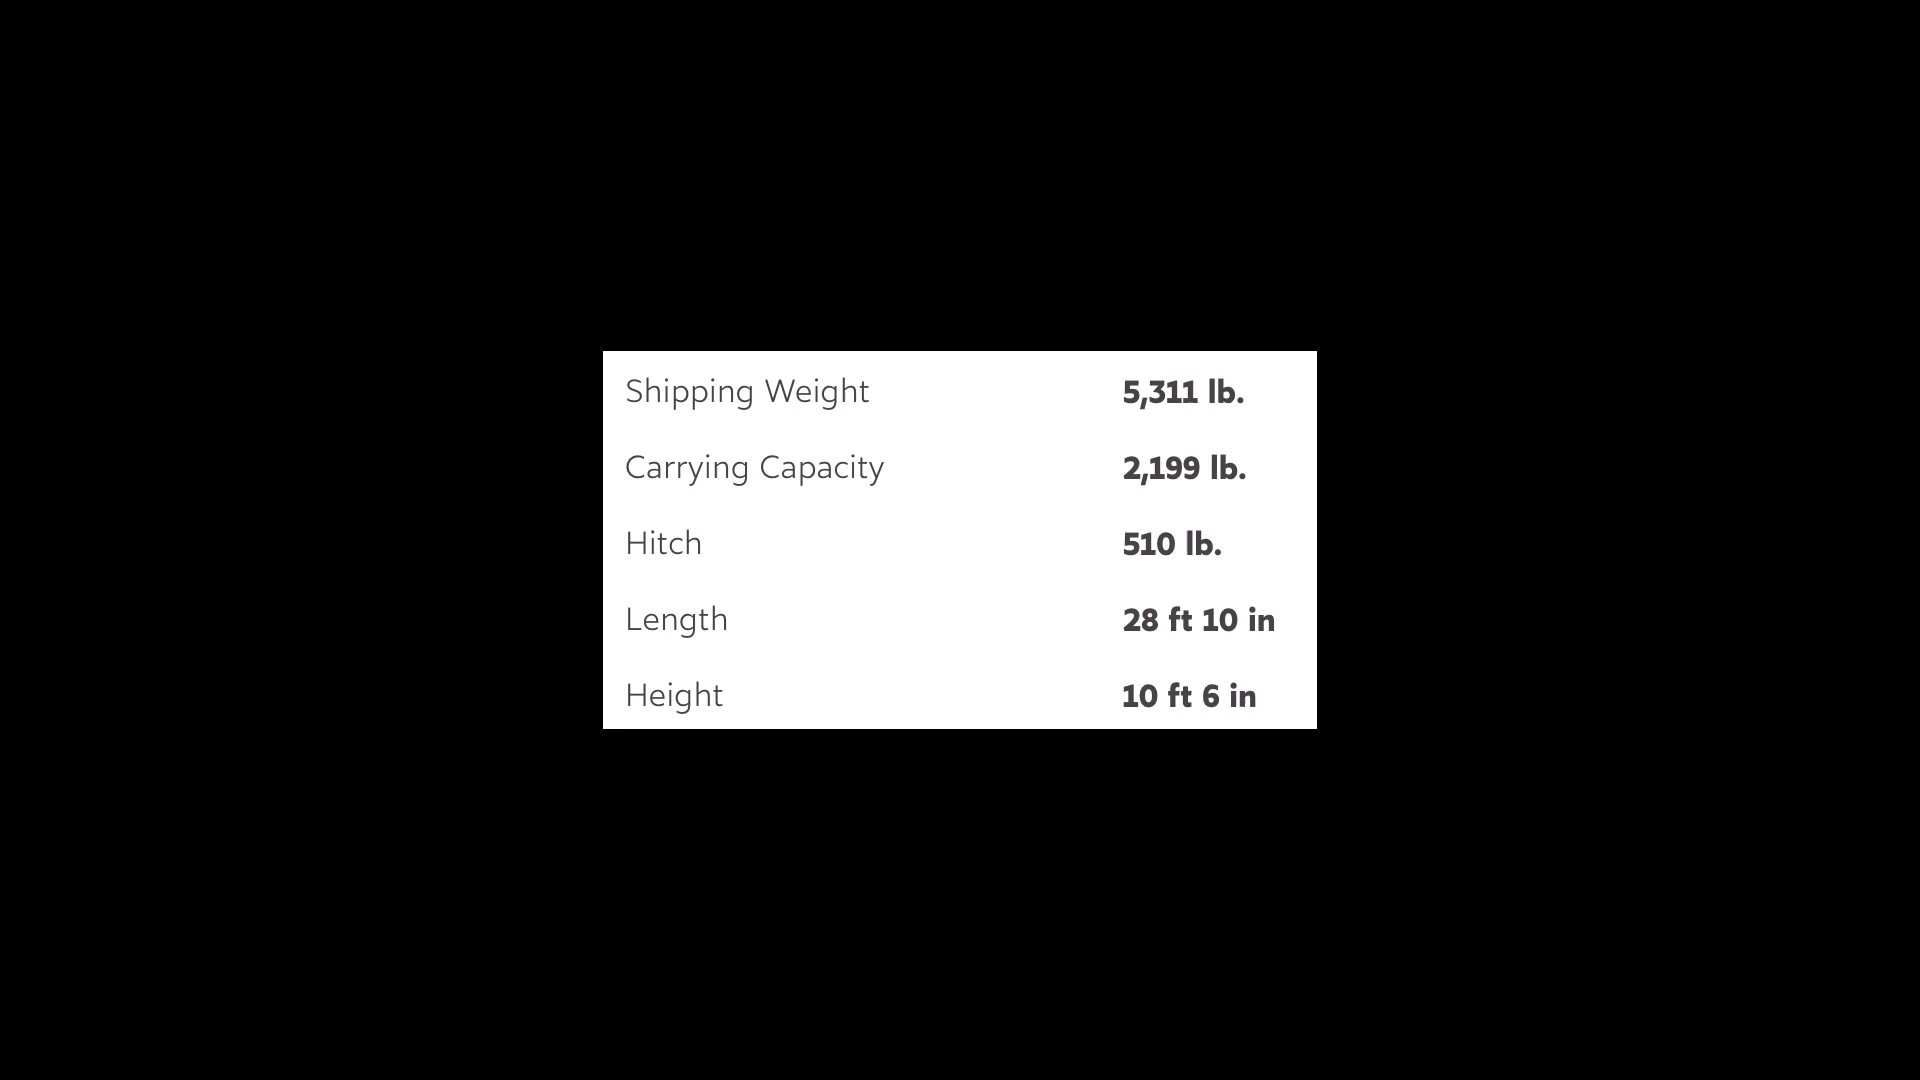 Shipping Weight 5,311 lb.
Carrying Capacity 2,199 lb.
Hitch 510 lb.
Length 28 ft 10 in
Height 10 ft 6 in